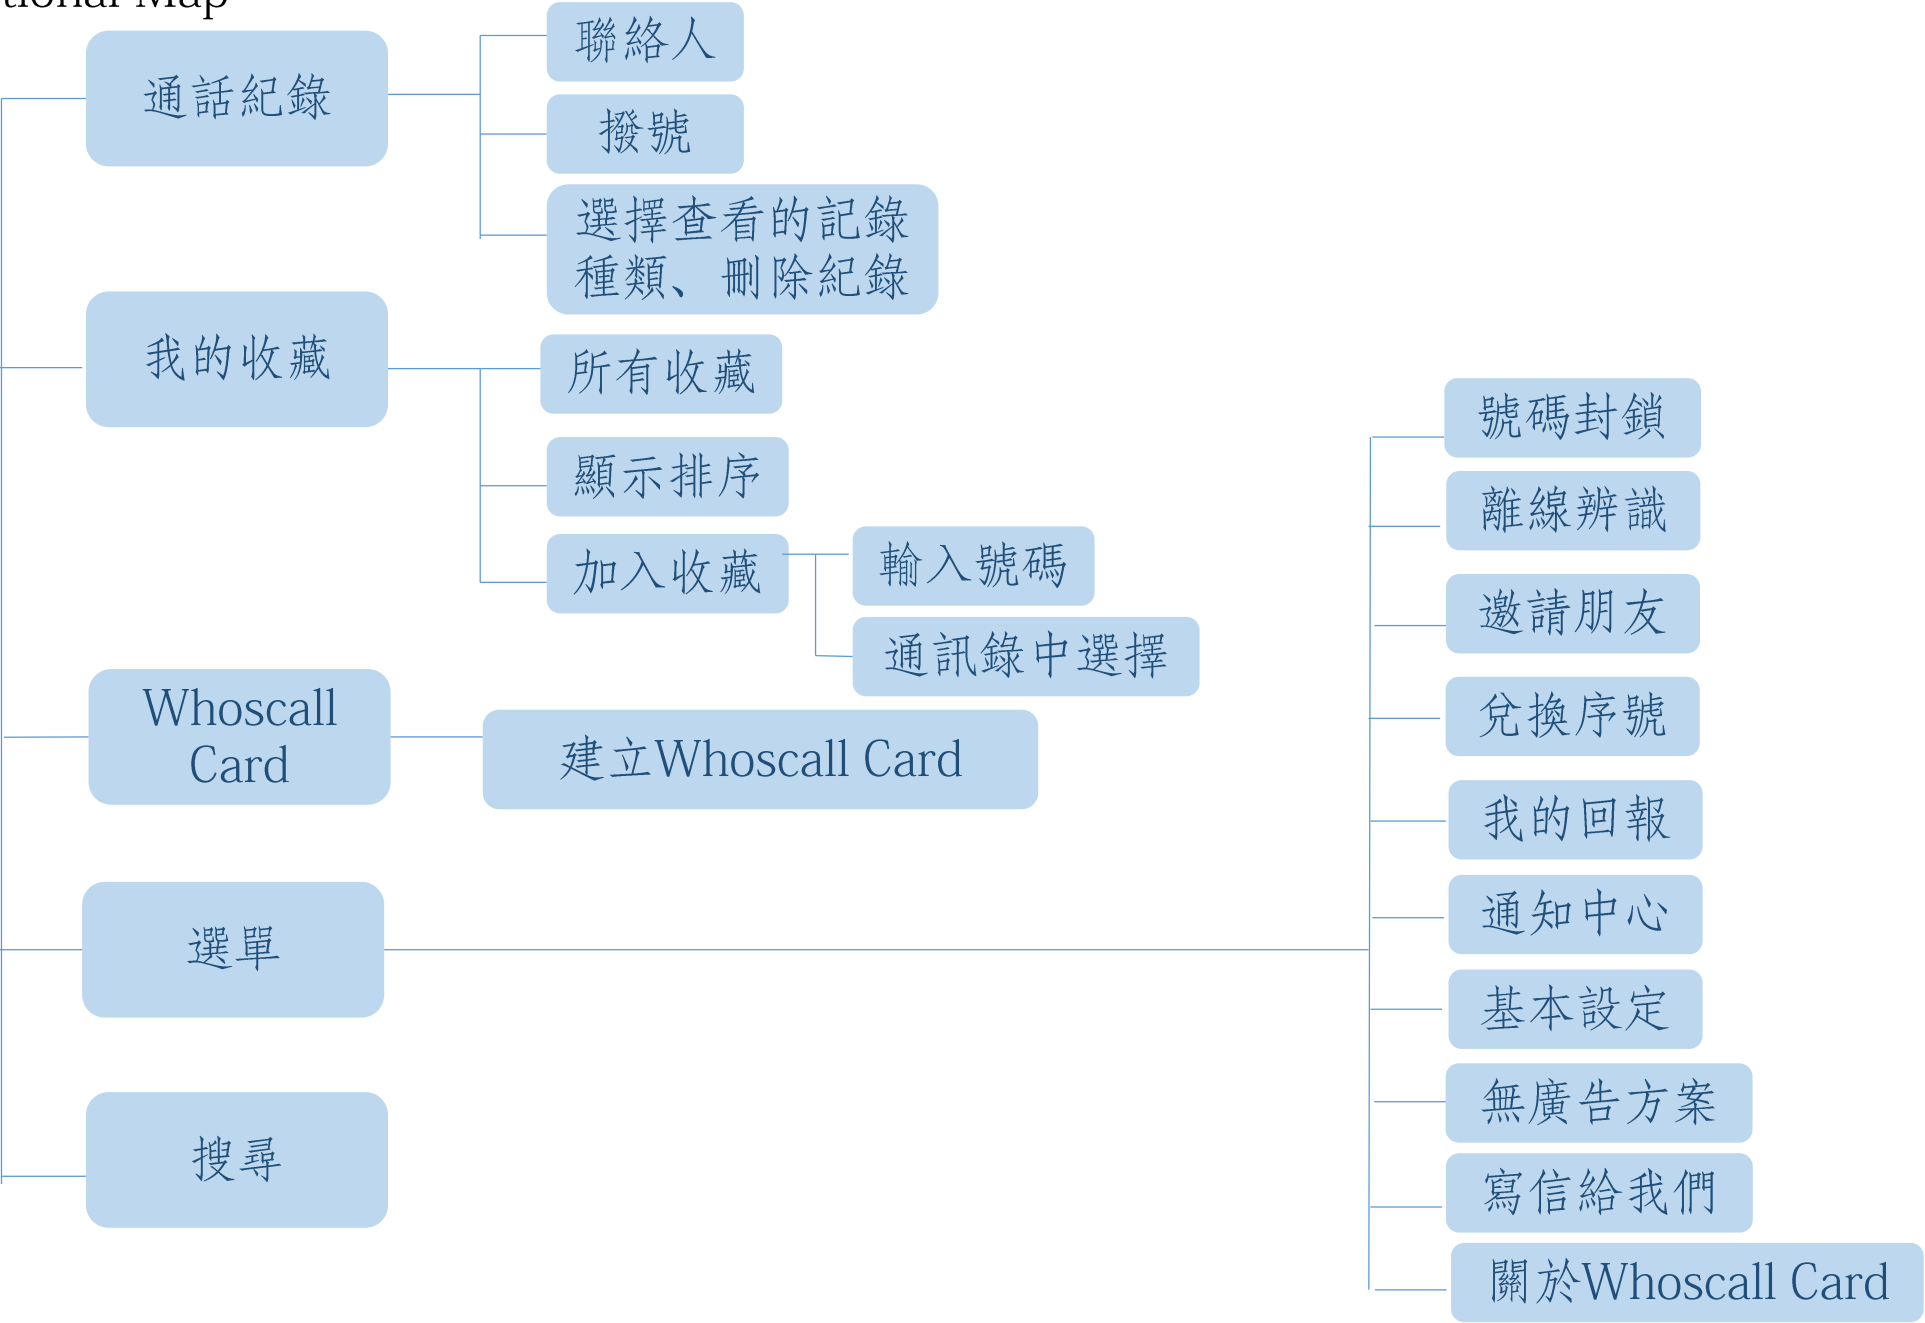 tional Map
通話紀錄
聯絡人
撥號
選擇查看的記錄
種類、刪除紀錄
我的收藏
所有收藏
顯示排序
加入收藏
輸入號碼
通訊錄中選擇
Whoscall
Card
建立Whoscall Card
選單
號碼封鎖
離線辨識
邀請朋友
兌換序號
我的回報
通知中心
基本設定
無廣告方案
寫信給我們
關於Whoscall Card
搜尋